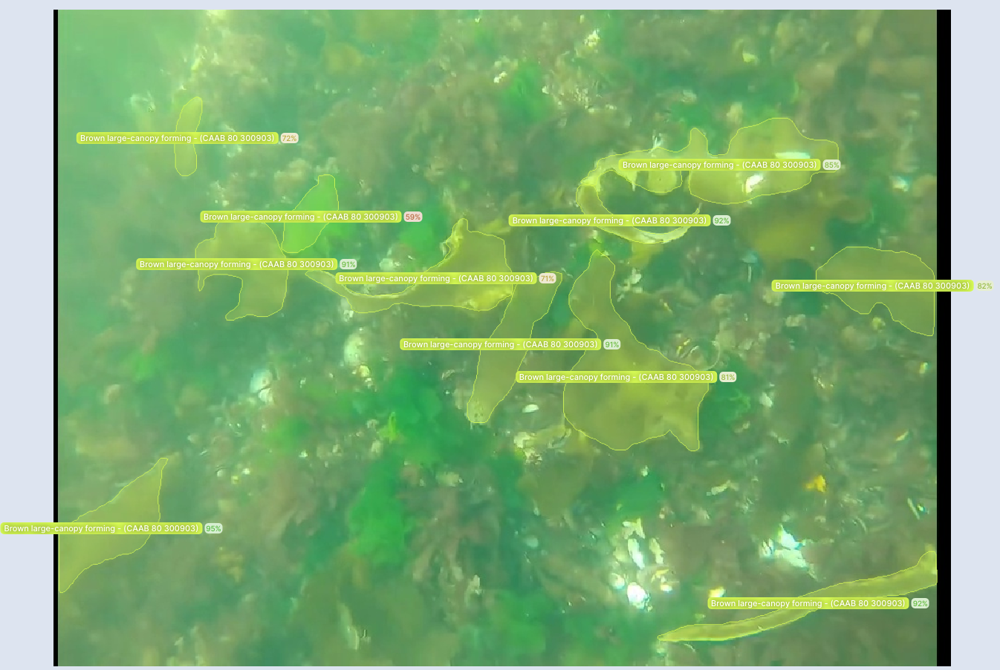 Brown large-canopy forming - (CAAB 80 300903) 72%
Brown large-canopy forming - (CAAB 80 300903) 85%
Brown large-canopy forming - (CAAB 80 300903) 59%
Brown large-canopy forming - (CAAB 80 300903) 92%
Brown large-canopy forming - (CAAB 80 300903) 91%
Brown large-canopy forming - (CAAB 80 300903) 71%
Brown large-canopy forming - (CAAB 80 300903) 82%
Brown large-canopy forming - (CAAB 80 300903) 91%
Brown large-canopy forming - (CAAB 80 300903) 81%
Brown large-canopy forming - (CAAB 80 300903) 95%
Brown large-canopy forming - (CAAB 80 300903) 92%